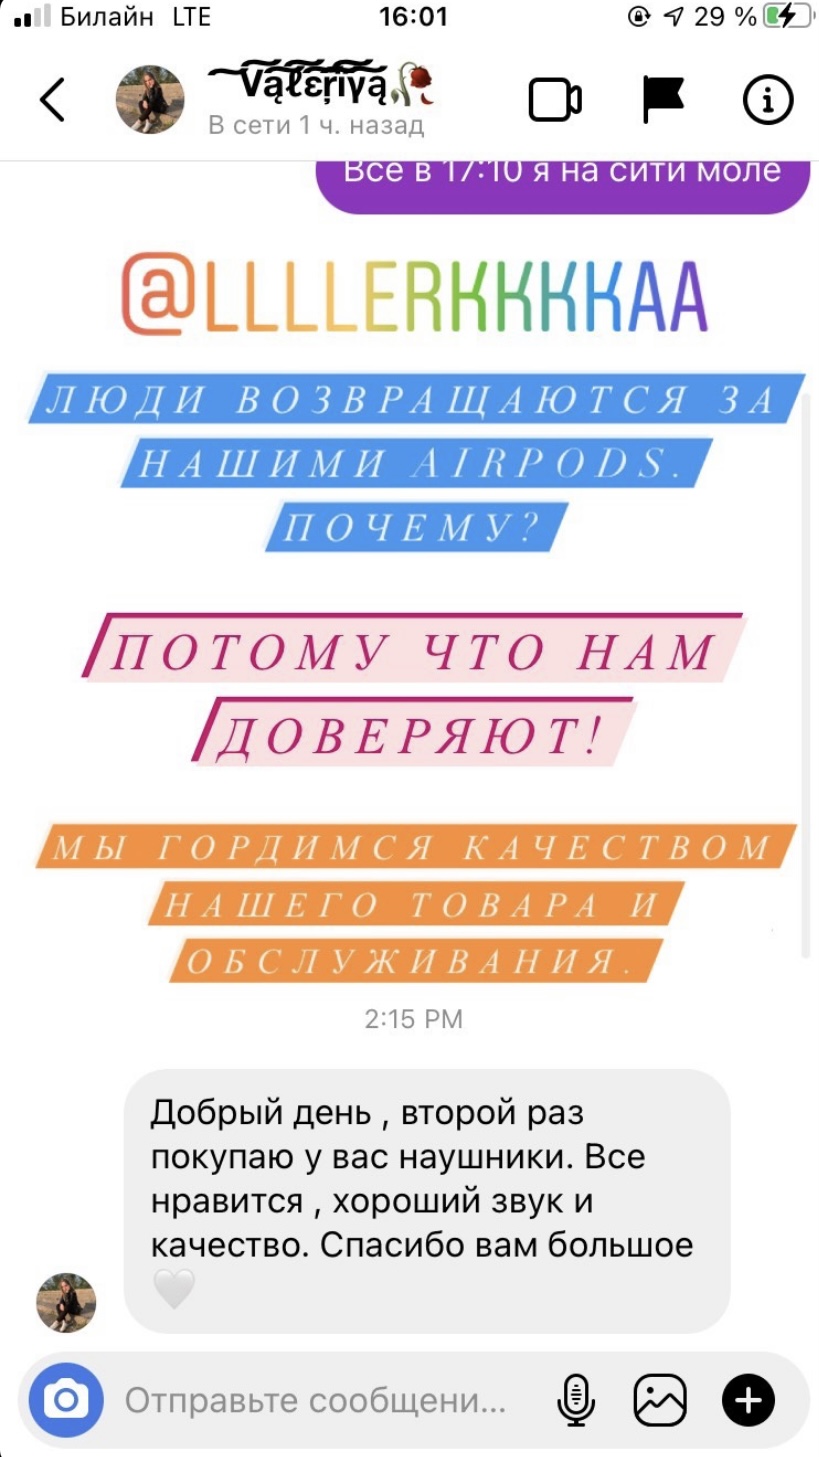 Билайн LTE 16:01 29 %
Vąłεŗïγą🥀
В сети 1 ч. назад
Все в 17:10 я на сити моле
@LLLLERKKKKAA
ЛЮДИ ВОЗВРАЩАЮТСЯ ЗА
НАШИМИ AIRPODS.
ПОЧЕМУ?
ПОТОМУ ЧТО НАМ
ДОВЕРЯЮТ!
МЫ ГОРДИМСЯ КАЧЕСТВОМ
НАШЕГО ТОВАРА И
ОБСЛУЖИВАНИЯ.
2:15 PM
Добрый день , второй раз
покупаю у вас наушники. Все
нравится , хороший звук и
качество. Спасибо вам большое
🤍
Отправьте сообщени...